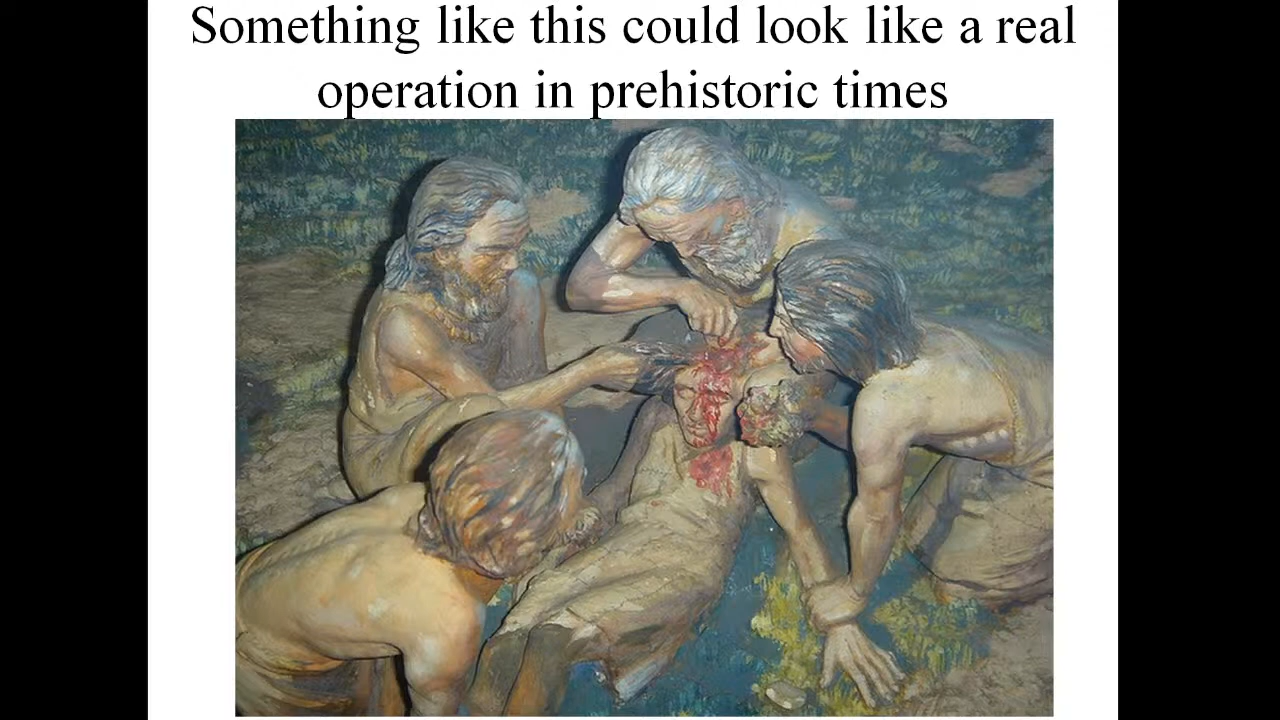 Something like this could look like a real
operation in prehistoric times